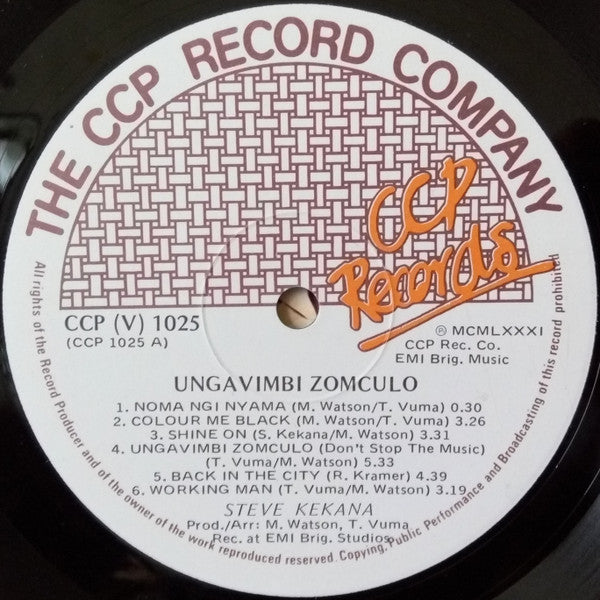 THE CCP RECORD COMPANY
CCP
Records
CCP (V) 1025
(CCP 1025 A)
℗ MCMLXXXI
CCP Rec. Co.
EMI Brig. Music
UNGAVIMBI ZOMCULO
1. NOMA NGI NYAMA (M. Watson/T. Vuma) 0.30
2. COLOUR ME BLACK (M. Watson/T. Vuma) 3.26
3. SHINE ON (S. Kekana/M. Watson) 3.31
4. UNGAVIMBI ZOMCULO (Don't Stop The Music)
(T. Vuma/M. Watson) 5.33
5. BACK IN THE CITY (R. Kramer) 4.39
6. WORKING MAN (T. Vuma/M. Watson) 3.19
STEVE KEKANA
Prod./Arr: M. Watson, T. Vuma
Rec. at EMI Brig. Studios
All rights of the Record Producer and of the owner of the work reproduced reserved. Copying, Public Performance and Broadcasting of this record prohibited